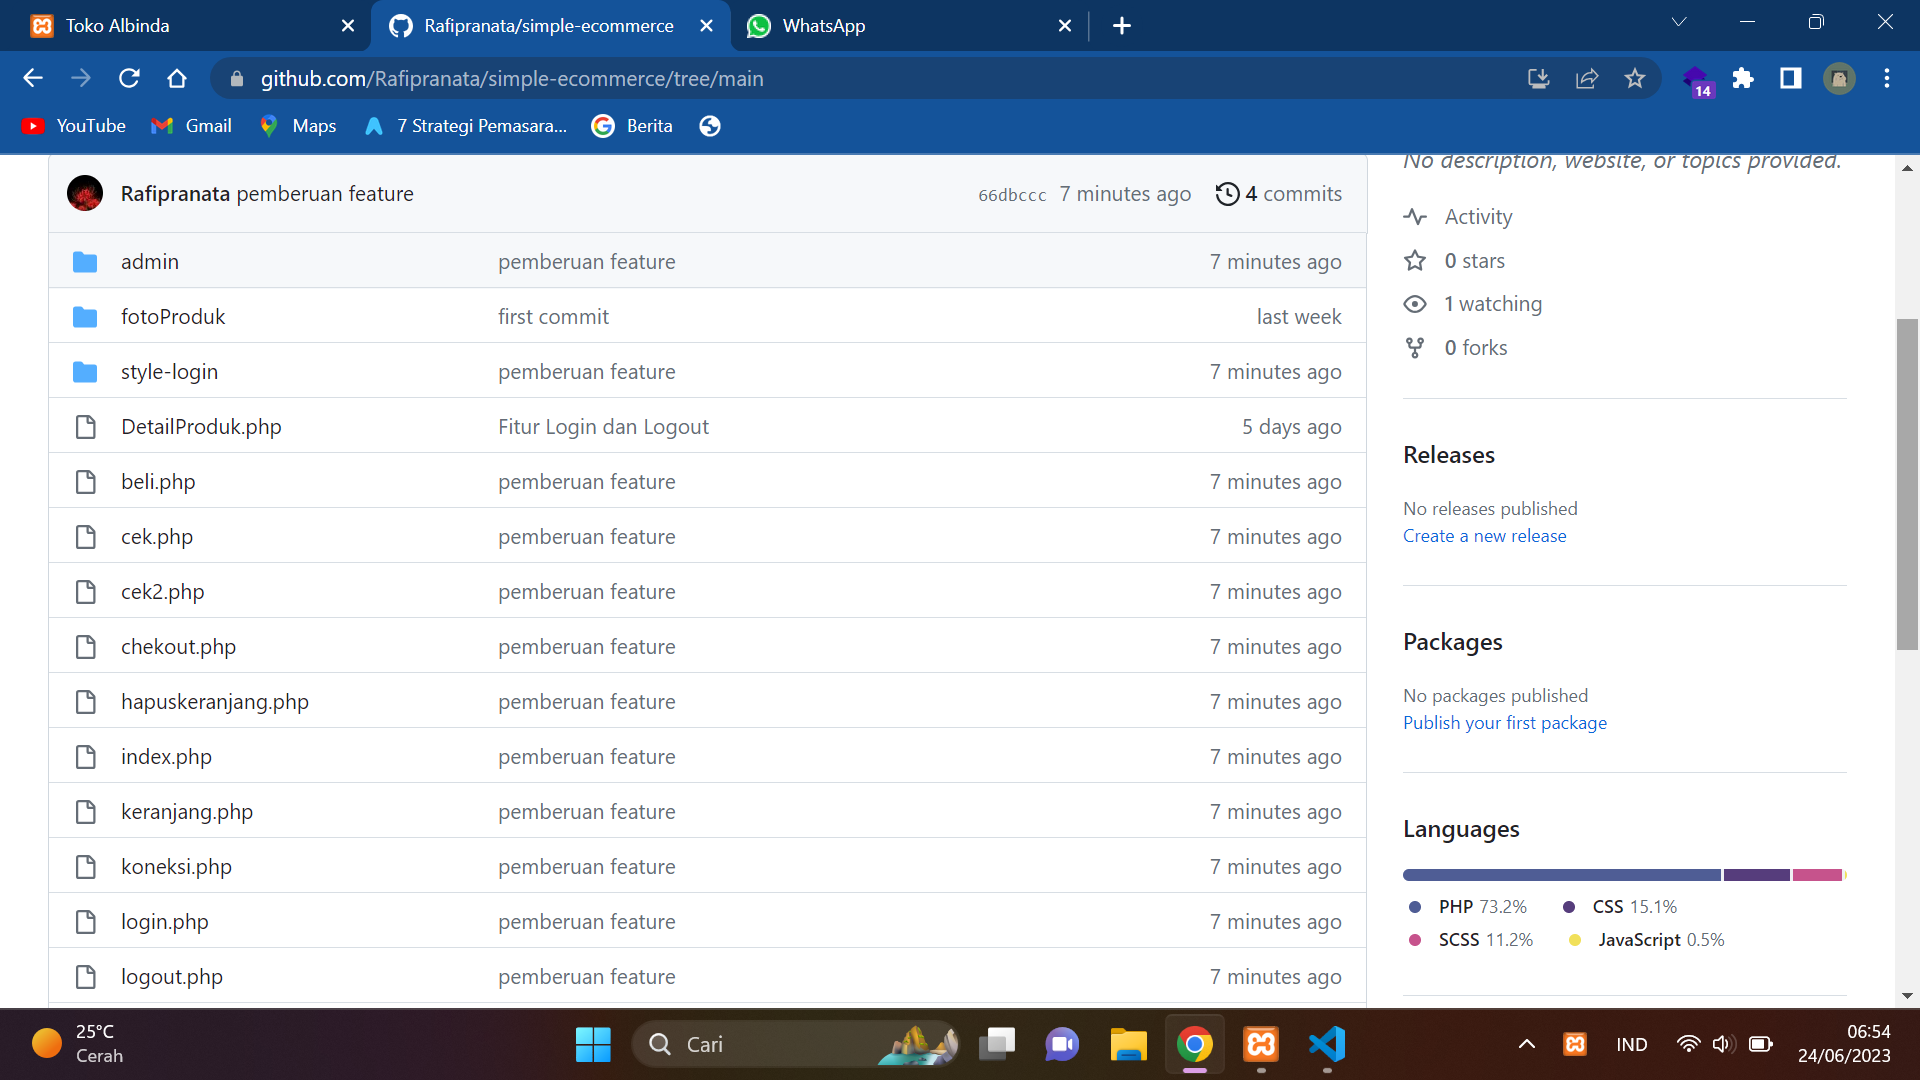 Toko Albinda
Rafipranata/simple-ecommerce
WhatsApp
github.com/Rafipranata/simple-ecommerce/tree/main
14
YouTube
Gmail
Maps
7 Strategi Pemasara...
Berita
Rafipranata pemberuan feature
66dbccc 7 minutes ago
4 commits
admin pemberuan feature 7 minutes ago
fotoProduk first commit last week
style-login pemberuan feature 7 minutes ago
DetailProduk.php Fitur Login dan Logout 5 days ago
beli.php pemberuan feature 7 minutes ago
cek.php pemberuan feature 7 minutes ago
cek2.php pemberuan feature 7 minutes ago
chekout.php pemberuan feature 7 minutes ago
hapuskeranjang.php pemberuan feature 7 minutes ago
index.php pemberuan feature 7 minutes ago
keranjang.php pemberuan feature 7 minutes ago
koneksi.php pemberuan feature 7 minutes ago
login.php pemberuan feature 7 minutes ago
logout.php pemberuan feature 7 minutes ago
No description, website, or topics provided.
Activity
0 stars
1 watching
0 forks
Releases
No releases published
Create a new release
Packages
No packages published
Publish your first package
Languages
PHP 73.2%
CSS 15.1%
SCSS 11.2%
JavaScript 0.5%
25°C
Cerah
Cari
IND
06:54
24/06/2023